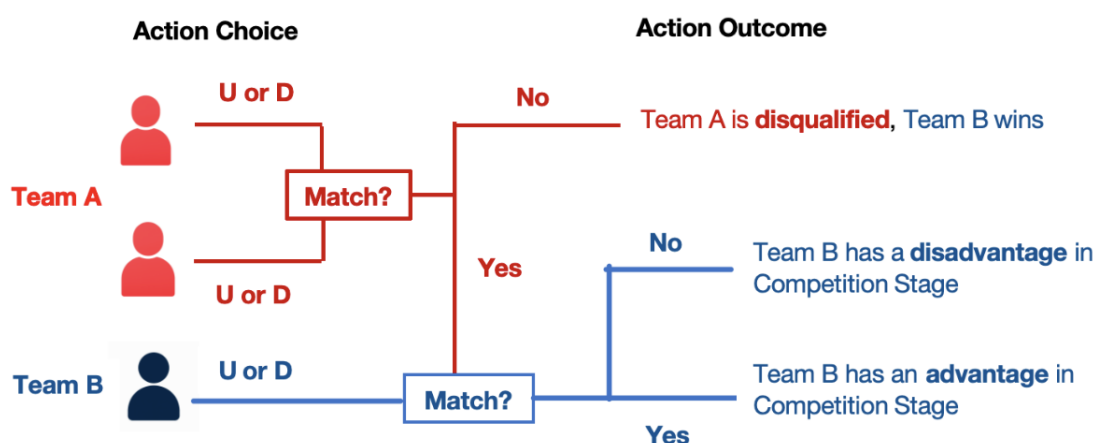 Action Choice
Action Outcome
U or D
No
Team A is disqualified, Team B wins
Team A
Match?
No
Team B has a disadvantage in
Competition Stage
Yes
U or D
U or D
Team B
Match?
Team B has an advantage in
Competition Stage
Yes